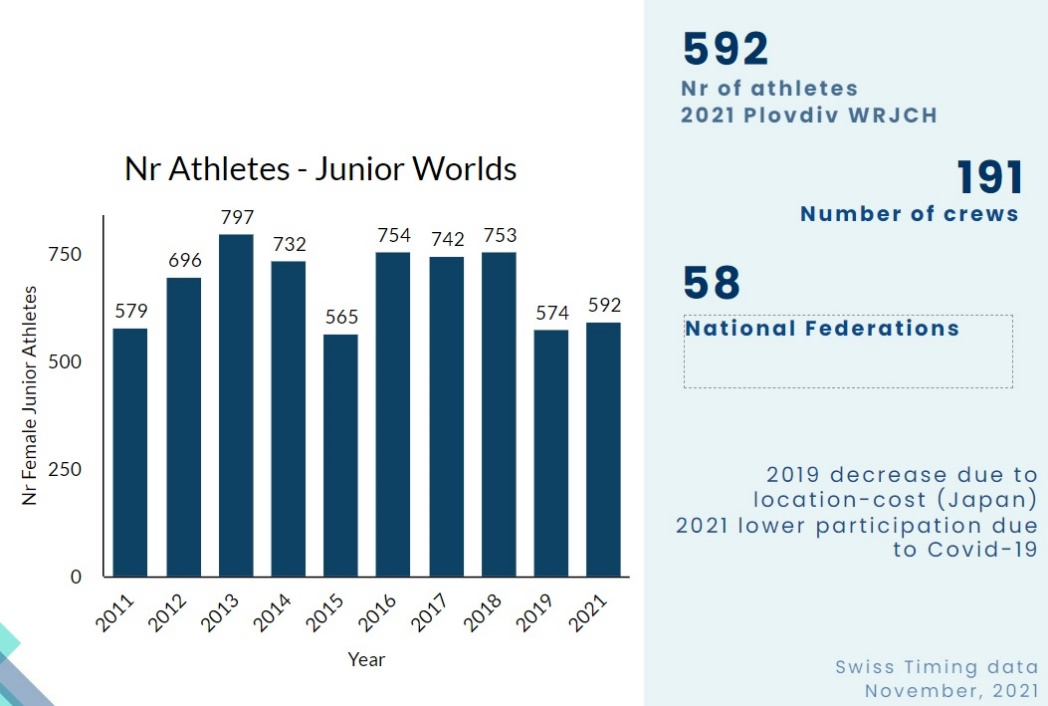 Nr Athletes - Junior Worlds
Nr Female Junior Athletes
750
500
250
0
579
696
797
732
565
754
742
753
574
592
2011
2012
2013
2014
2015
2016
2017
2018
2019
2021
Year
592
Nr of athletes
2021 Plovdiv WRJCH
191
Number of crews
58
National Federations
2019 decrease due to
location-cost (Japan)
2021 lower participation due
to Covid-19
Swiss Timing data
November, 2021